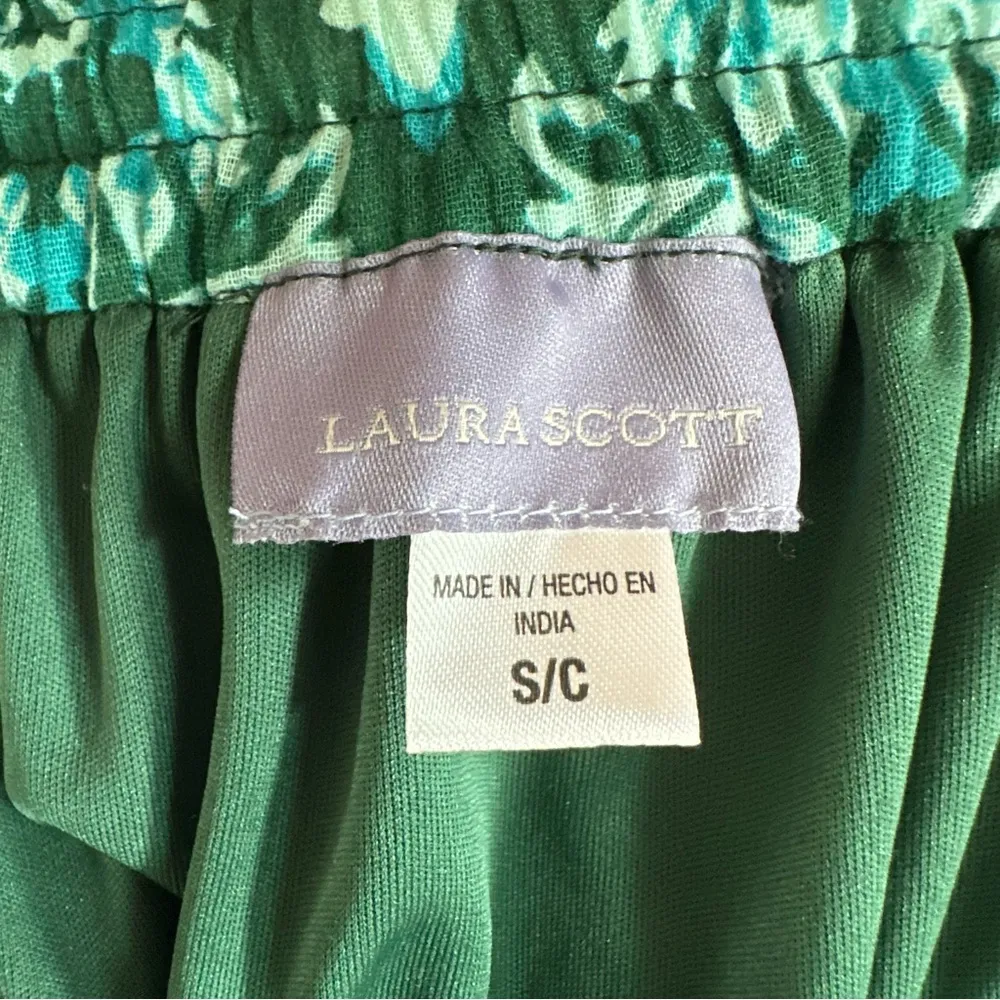 LAURA SCOTT
MADE IN / HECHO EN
INDIA
S/C